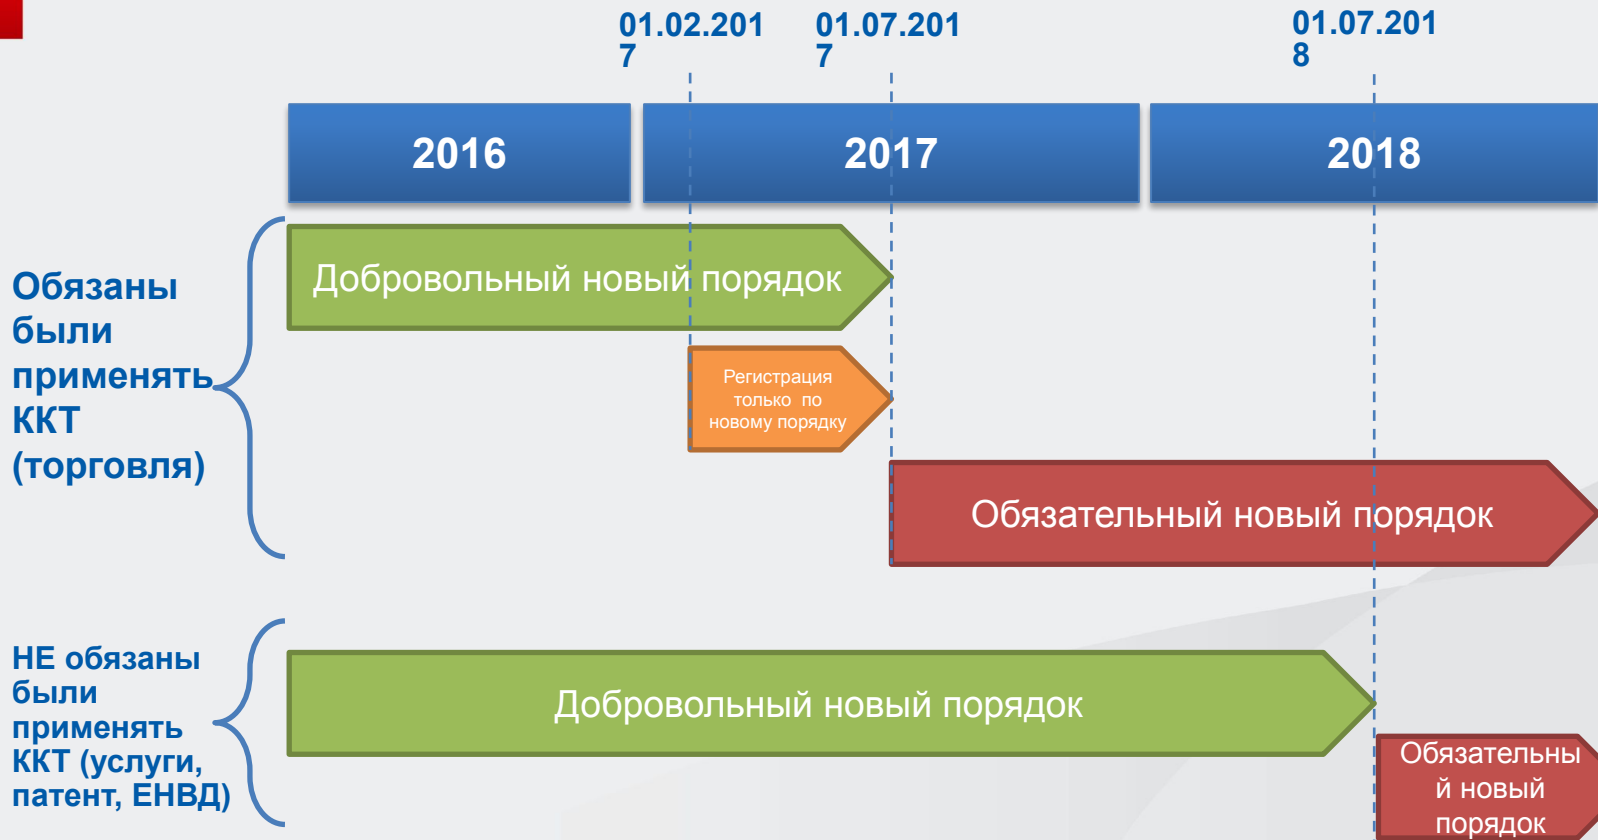 01.02.201
7
01.07.201
7
01.07.201
8
2016
2017
2018
Обязаны
были
применять
ККТ
(торговля)
Добровольный новый порядок
Регистрация
только по
новому порядку
Обязательный новый порядок
НЕ обязаны
были
применять
ККТ (услуги,
патент, ЕНВД)
Добровольный новый порядок
Обязательны
й новый
порядок